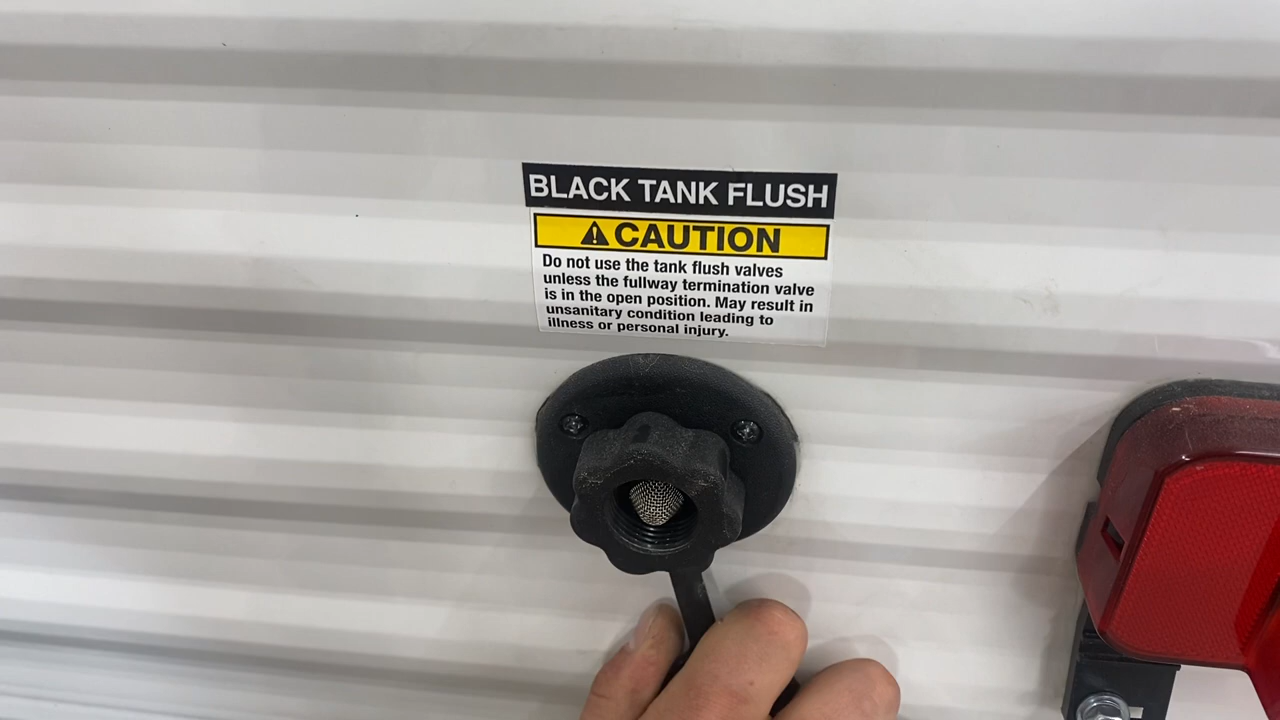 BLACK TANK FLUSH
CAUTION
Do not use the tank flush valves
unless the fullway termination valve
is in the open position. May result in
unsanitary condition leading to
illness or personal injury.